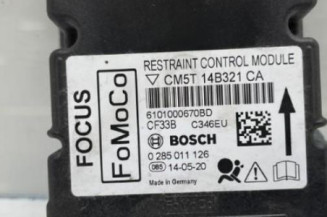 FOCUS
FoMoCo
RESTRAINT CONTROL MODULE
CM5T 14B321 CA
6101000670BD
CF33B C346EU
BOSCH
0 285 011 126
085 14-05-20
Made in Germany